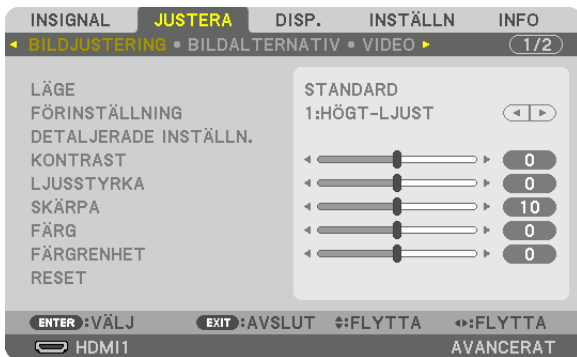 INSIGNAL JUSTERA DISP. INSTÄLLN INFO
BILDJUSTERING • BILDALTERNATIV • VIDEO 1/2
LÄGE STANDARD
FÖRINSTÄLLNING 1:HÖGT-LJUST
DETALJERADE INSTÄLLN.
KONTRAST 0
LJUSSTYRKA 0
SKÄRPA 10
FÄRG 0
FÄRGRENHET 0
RESET
ENTER:VÄLJ EXIT:AVSLUT :FLYTTA :FLYTTA
HDMI1 AVANCERAT